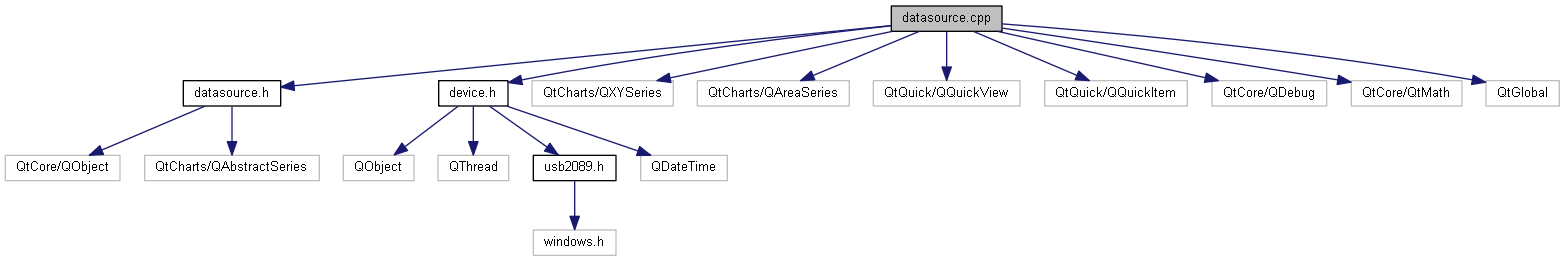 datasource.cpp
datasource.h
device.h
QtCharts/QXYSeries
QtCharts/QAreaSeries
QtQuick/QQuickView
QtQuick/QQuickItem
QtCore/QDebug
QtCore/QtMath
QtGlobal
QtCore/QObject
QtCharts/QAbstractSeries
QObject
QThread
usb2089.h
QDateTime
windows.h